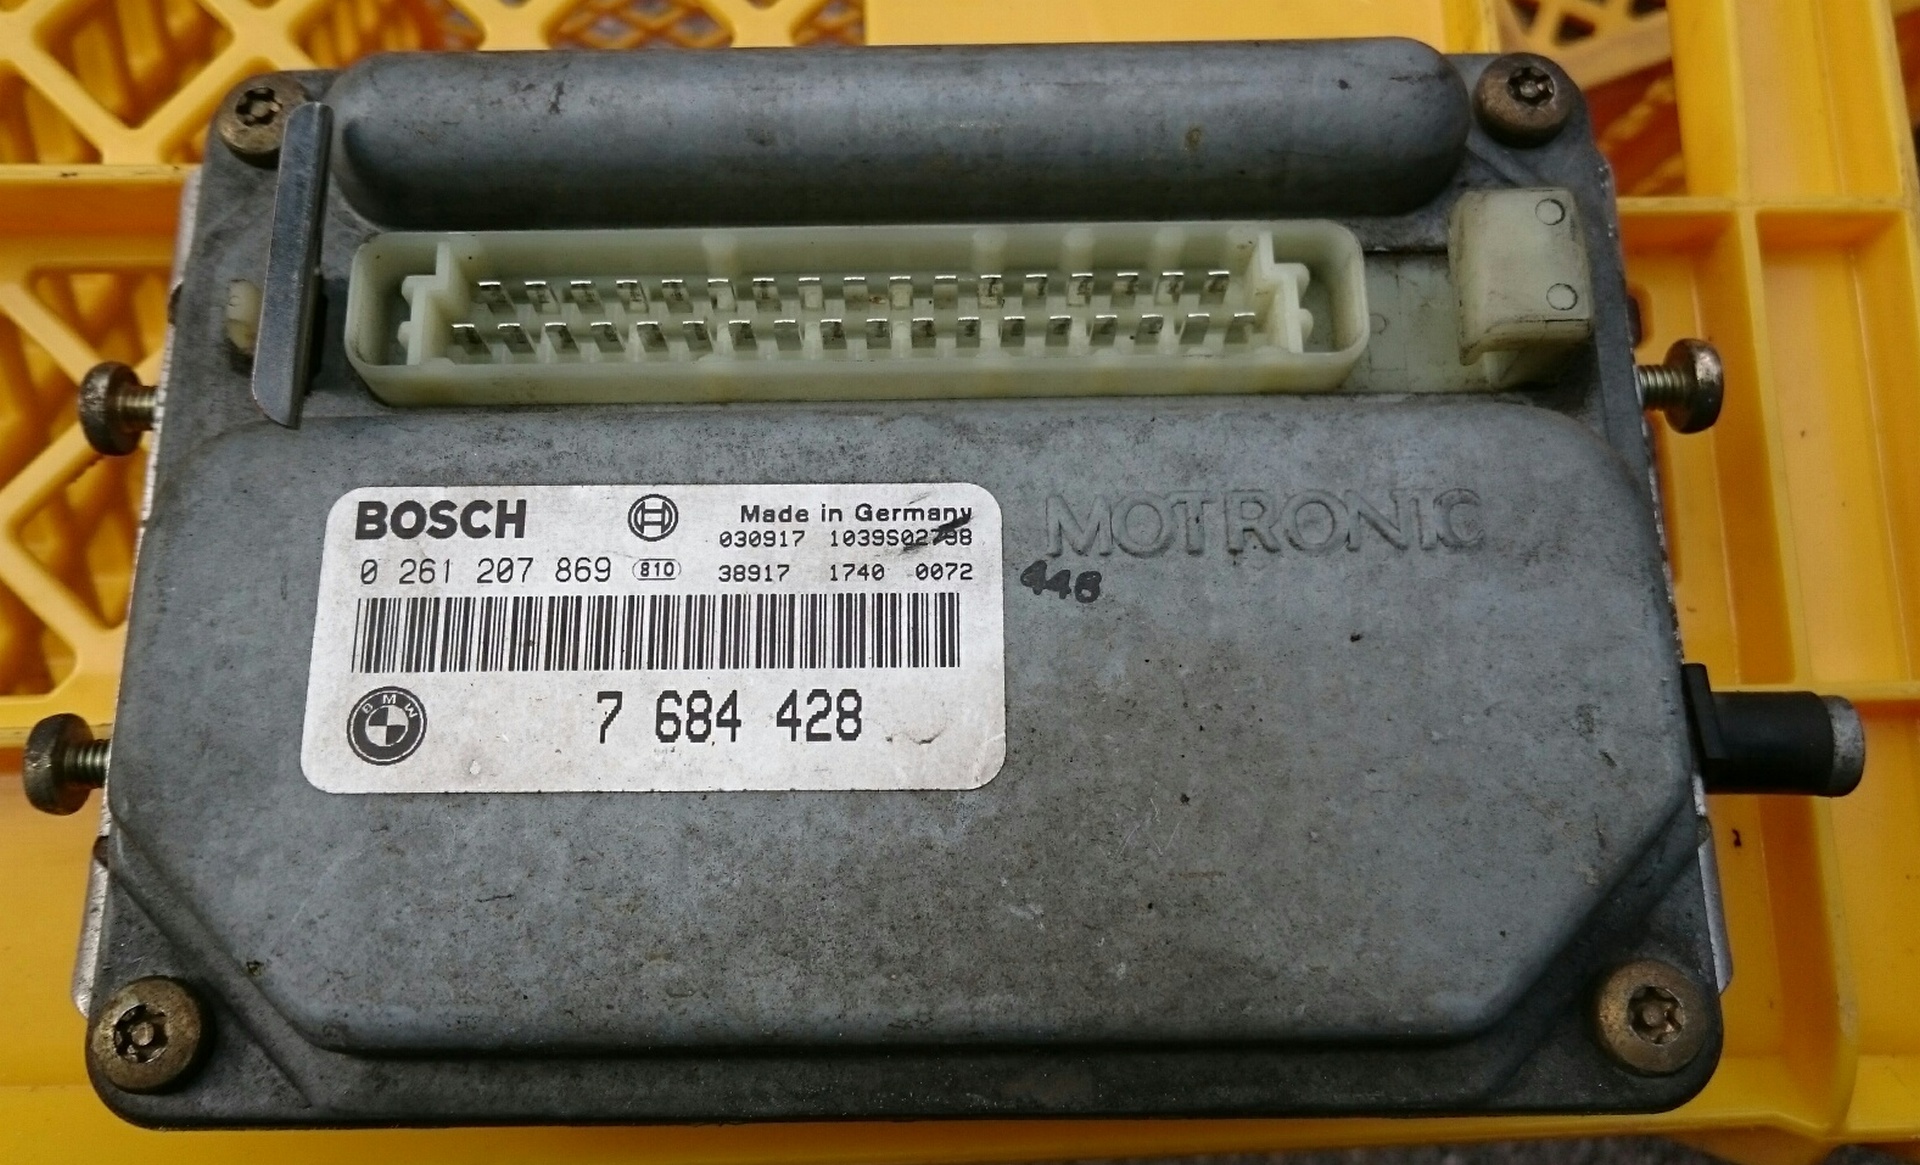 BOSCH
Made in Germany
030917 1039S02798
0 261 207 869 810 38917 1740 0072
MOTRONIC
448
BMW
7 684 428